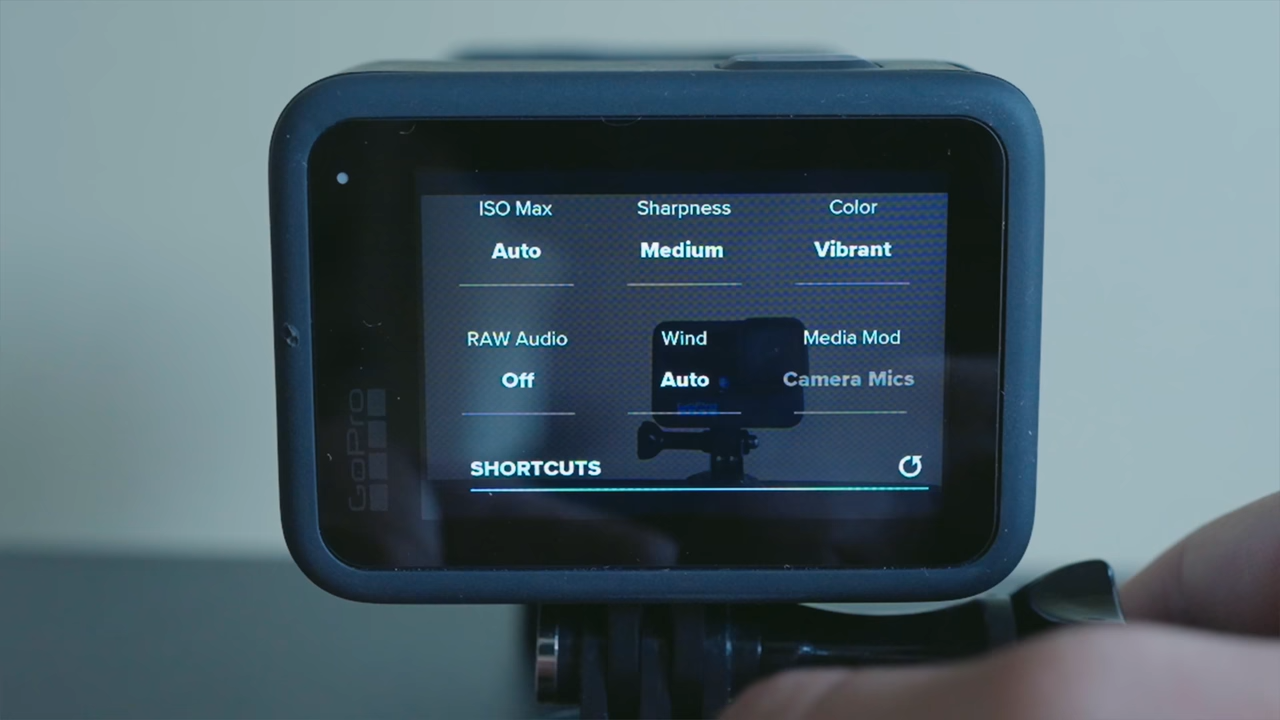 ISO Max Sharpness Color
Auto Medium Vibrant
RAW Audio Wind Media Mod
Off Auto Camera Mics
SHORTCUTS
GoPro